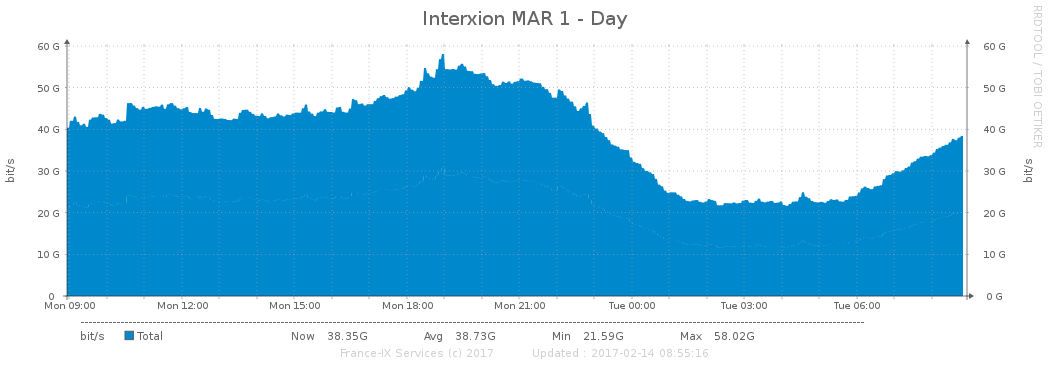 Interxion MAR 1 - Day
RRDTOOL / TOBI OETIKER
bit/s
60 G 60 G
50 G 50 G
40 G 40 G
30 G 30 G
20 G 20 G
10 G 10 G
0 0 G
bit/s
Mon 09:00 Mon 12:00 Mon 15:00 Mon 18:00 Mon 21:00 Tue 00:00 Tue 03:00 Tue 06:00
bit/s Total Now 38.35G Avg 38.73G Min 21.59G Max 58.02G
France-IX Services (c) 2017 Updated : 2017-02-14 08:55:16